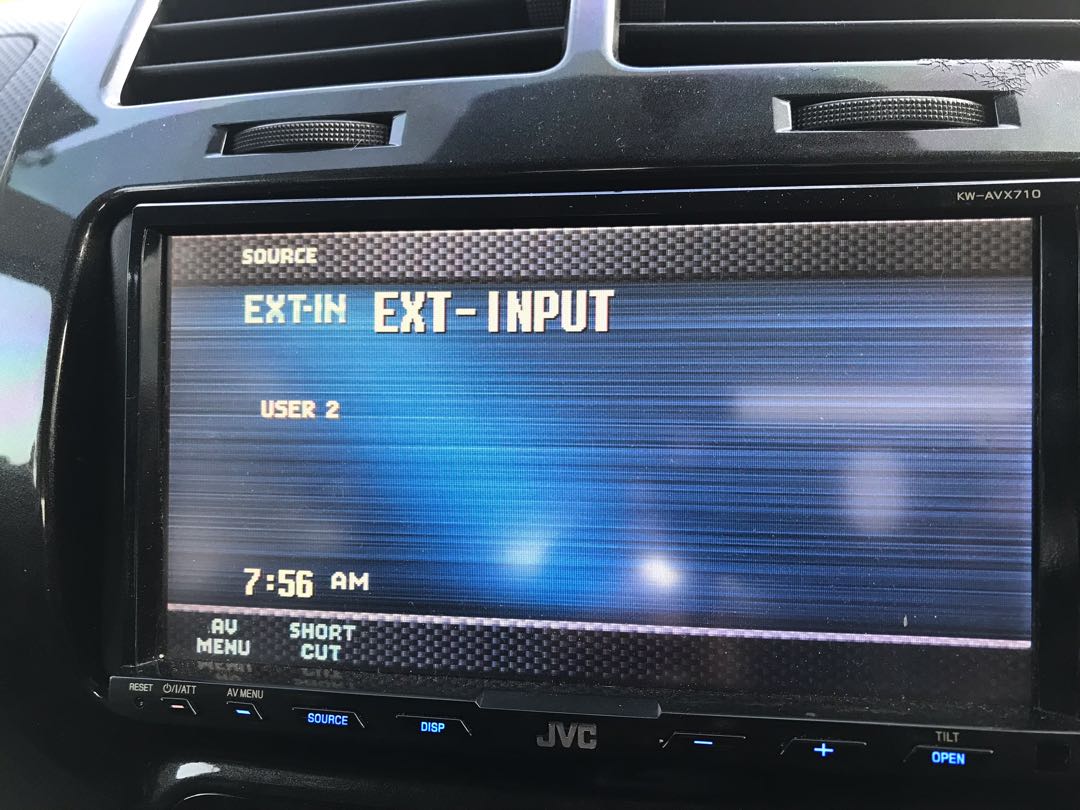 KW-AVX710
SOURCE
EXT-IN EXT-INPUT
USER 2
7:56 AM
AV MENU
SHORT CUT
RESET ⏻/I/ATT AV MENU
SOURCE DISP JVC − + TILT OPEN